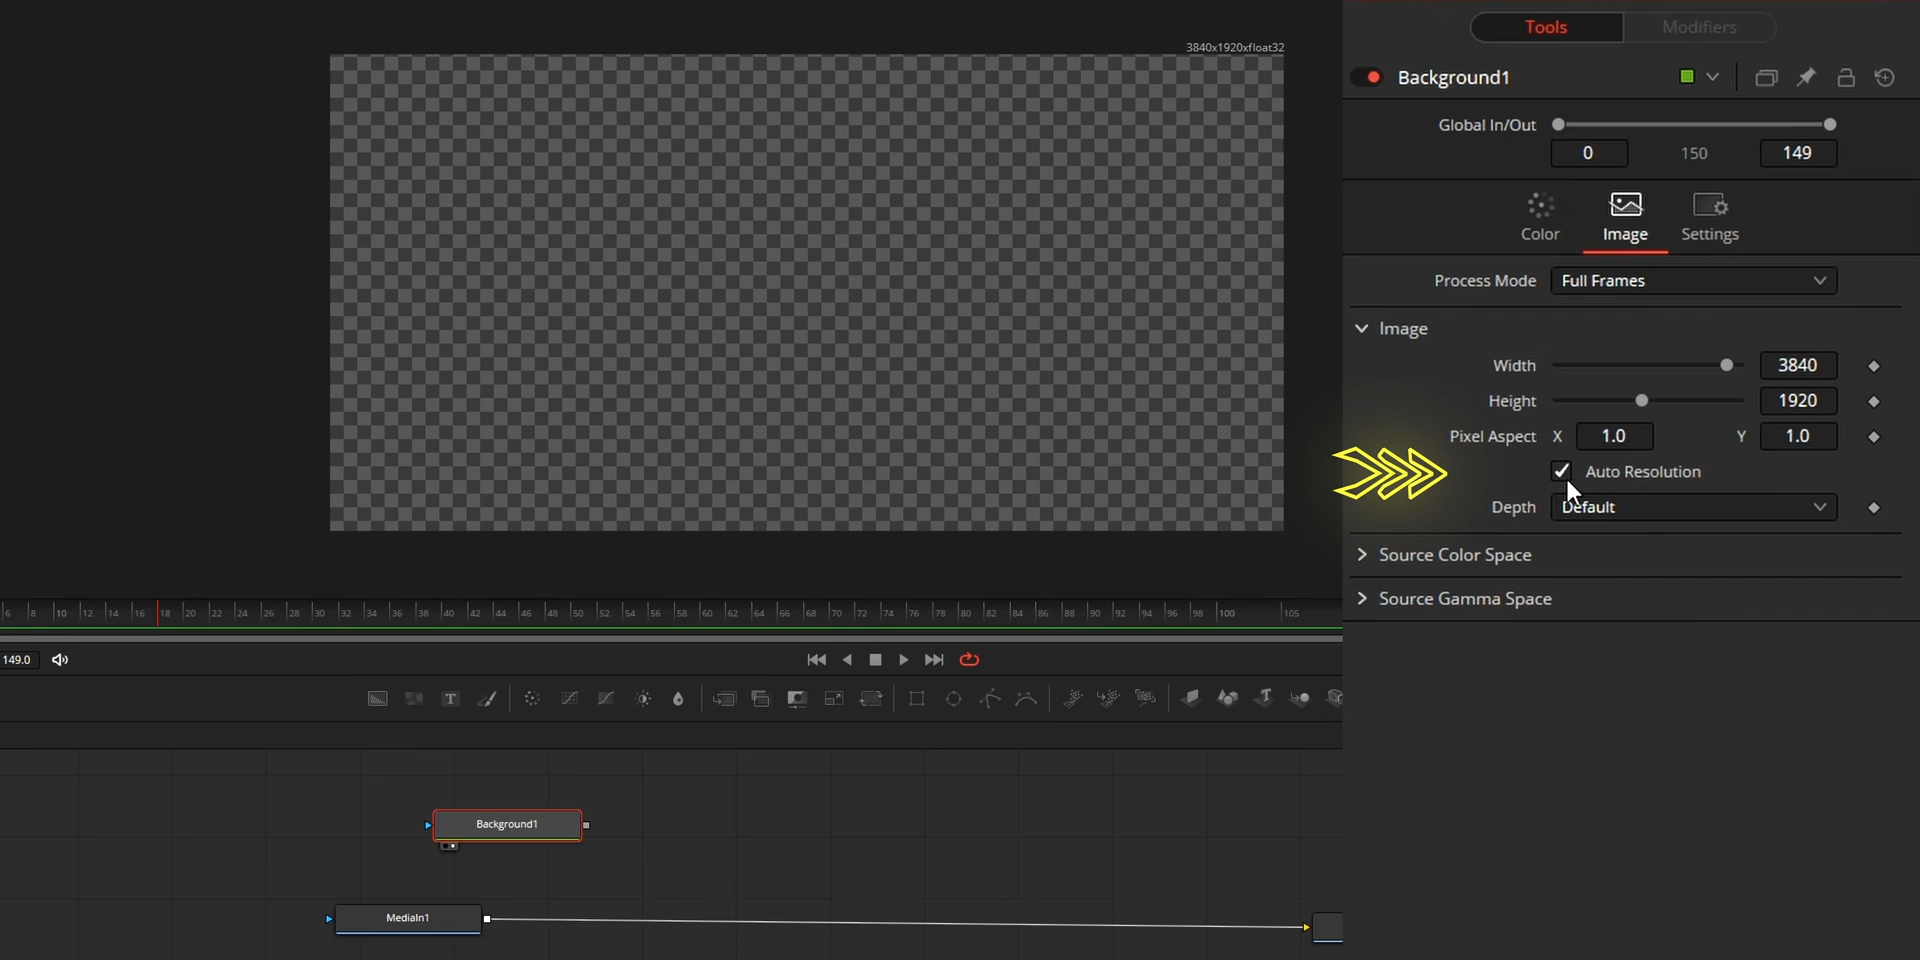 Tools Modifiers
3840x1920xfloat32
Background1
Global In/Out
0 150 149
Color Image Settings
Process Mode Full Frames
Image
Width 3840
Height 1920
Pixel Aspect X 1.0 Y 1.0
Auto Resolution
Depth Default
Source Color Space
Source Gamma Space
6 8 10 12 14 16 18 20 22 24 26 28 30 32 34 36 38 40 42 44 46 48 50 52 54 56 58 60 62 64 66 68 70 72 74 76 78 80 82 84 86 88 90 92 94 96 98 100 105
149.0
T
Background1
MediaIn1